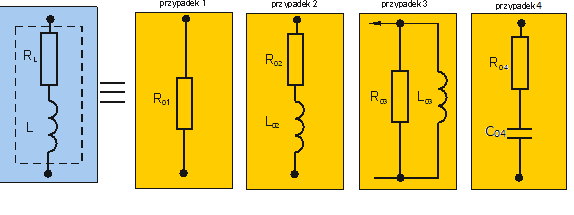 przypadek 1
przypadek 2
przypadek 3
przypadek 4
RL
L
R01
R02
L02
R03
L03
R04
C04